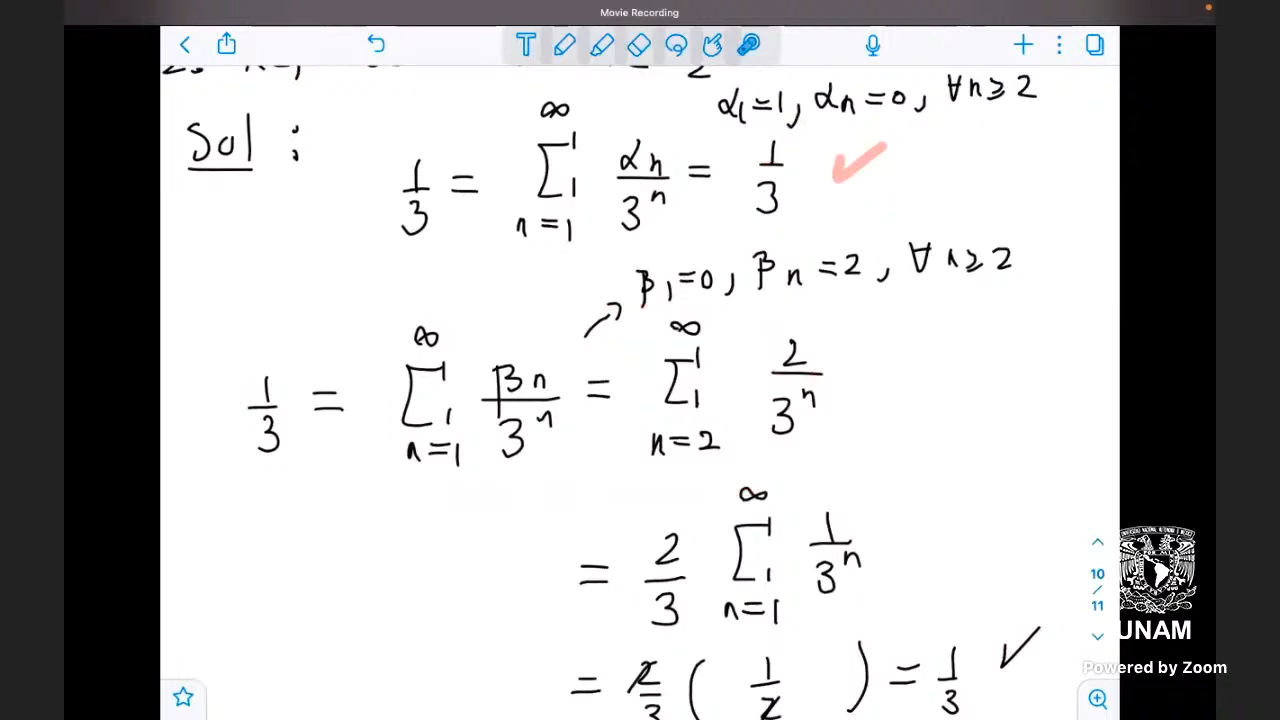 Movie Recording
α₁=1, αₙ=0, ∀n≥2
Sol :
1/3 = ∑_{n=1}^{∞} αₙ/3ⁿ = 1/3 ✓
β₁=0, βₙ=2, ∀n≥2
1/3 = ∑_{n=1}^{∞} βₙ/3ⁿ = ∑_{n=2}^{∞} 2/3ⁿ
= 2/3 ∑_{n=1}^{∞} 1/3ⁿ
= 2/3 ( 1/2 ) = 1/3 ✓
10
/
11
UNAM
Powered by Zoom